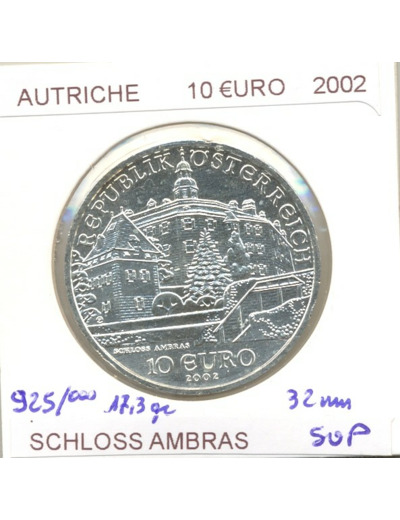 AUTRICHE 10 €URO 2002
REPUBLIK ÖSTERREICH
SCHLOSS AMBRAS
10 EURO
2002
925/000 17,3 gr 32 mm
SCHLOSS AMBRAS SUP